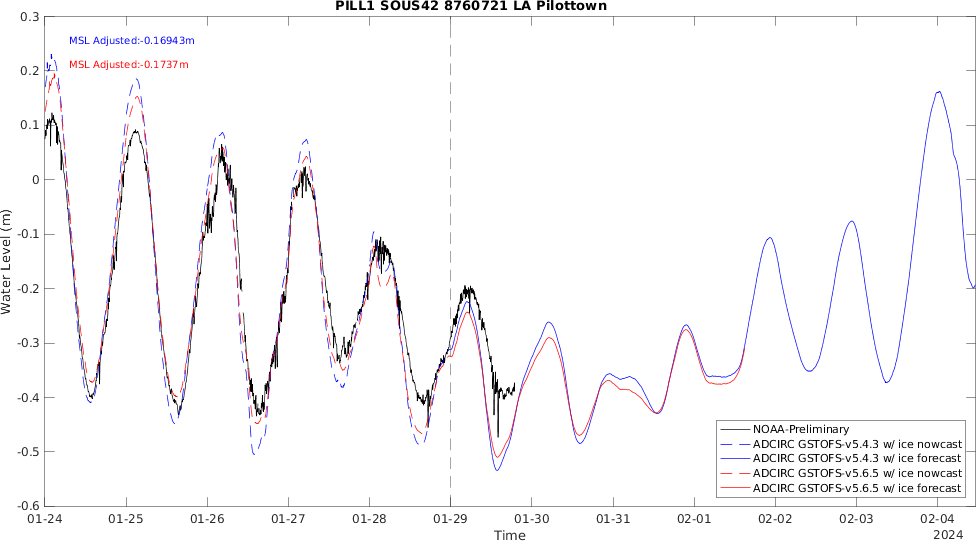 PILL1 SOUS42 8760721 LA Pilottown
MSL Adjusted:-0.16943m
MSL Adjusted:-0.1737m
0.3
0.2
0.1
0
-0.1
-0.2
-0.3
-0.4
-0.5
-0.6
Water Level (m)
NOAA-Preliminary
ADCIRC GSTOFS-v5.4.3 w/ ice nowcast
ADCIRC GSTOFS-v5.4.3 w/ ice forecast
ADCIRC GSTOFS-v5.6.5 w/ ice nowcast
ADCIRC GSTOFS-v5.6.5 w/ ice forecast
01-24 01-25 01-26 01-27 01-28 01-29 01-30 01-31 02-01 02-02 02-03 02-04
Time 2024